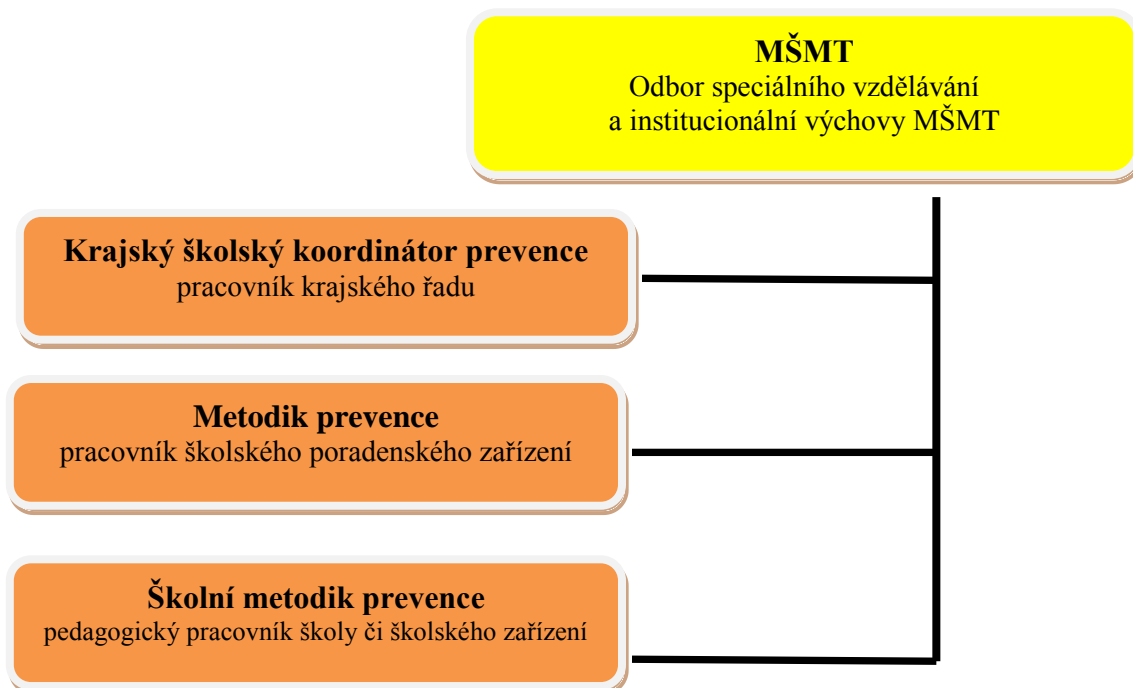 MŠMT
Odbor speciálního vzdělávání
a institucionální výchovy MŠMT
Krajský školský koordinátor prevence
pracovník krajského řadu
Metodik prevence
pracovník školského poradenského zařízení
Školní metodik prevence
pedagogický pracovník školy či školského zařízení